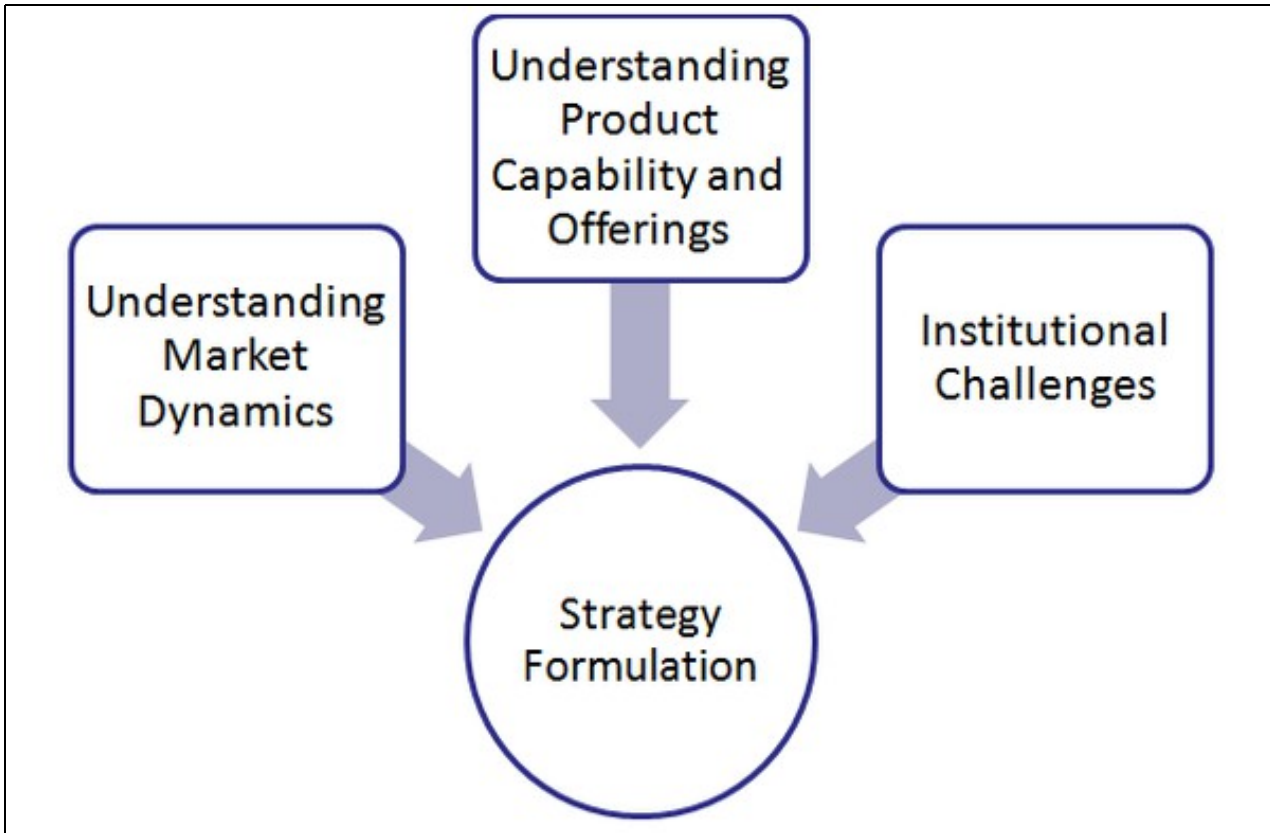 Understanding
Product
Capability and
Offerings
Understanding
Market
Dynamics
Institutional
Challenges
Strategy
Formulation